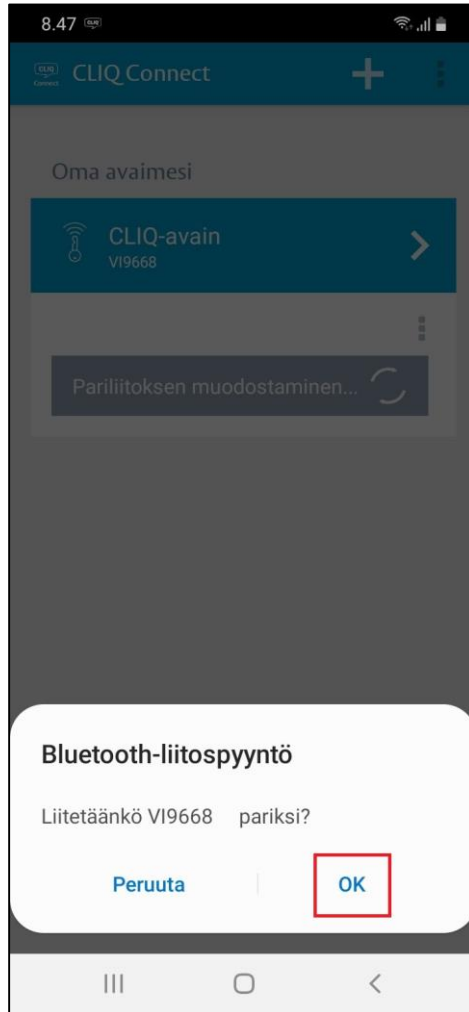 8.47
CLIQ Connect
Oma avaimesi
CLIQ-avain
VI9668
Pariliitoksen muodostaminen...
Bluetooth-liitospyyntö
Liitetäänkö VI9668 pariksi?
Peruuta OK